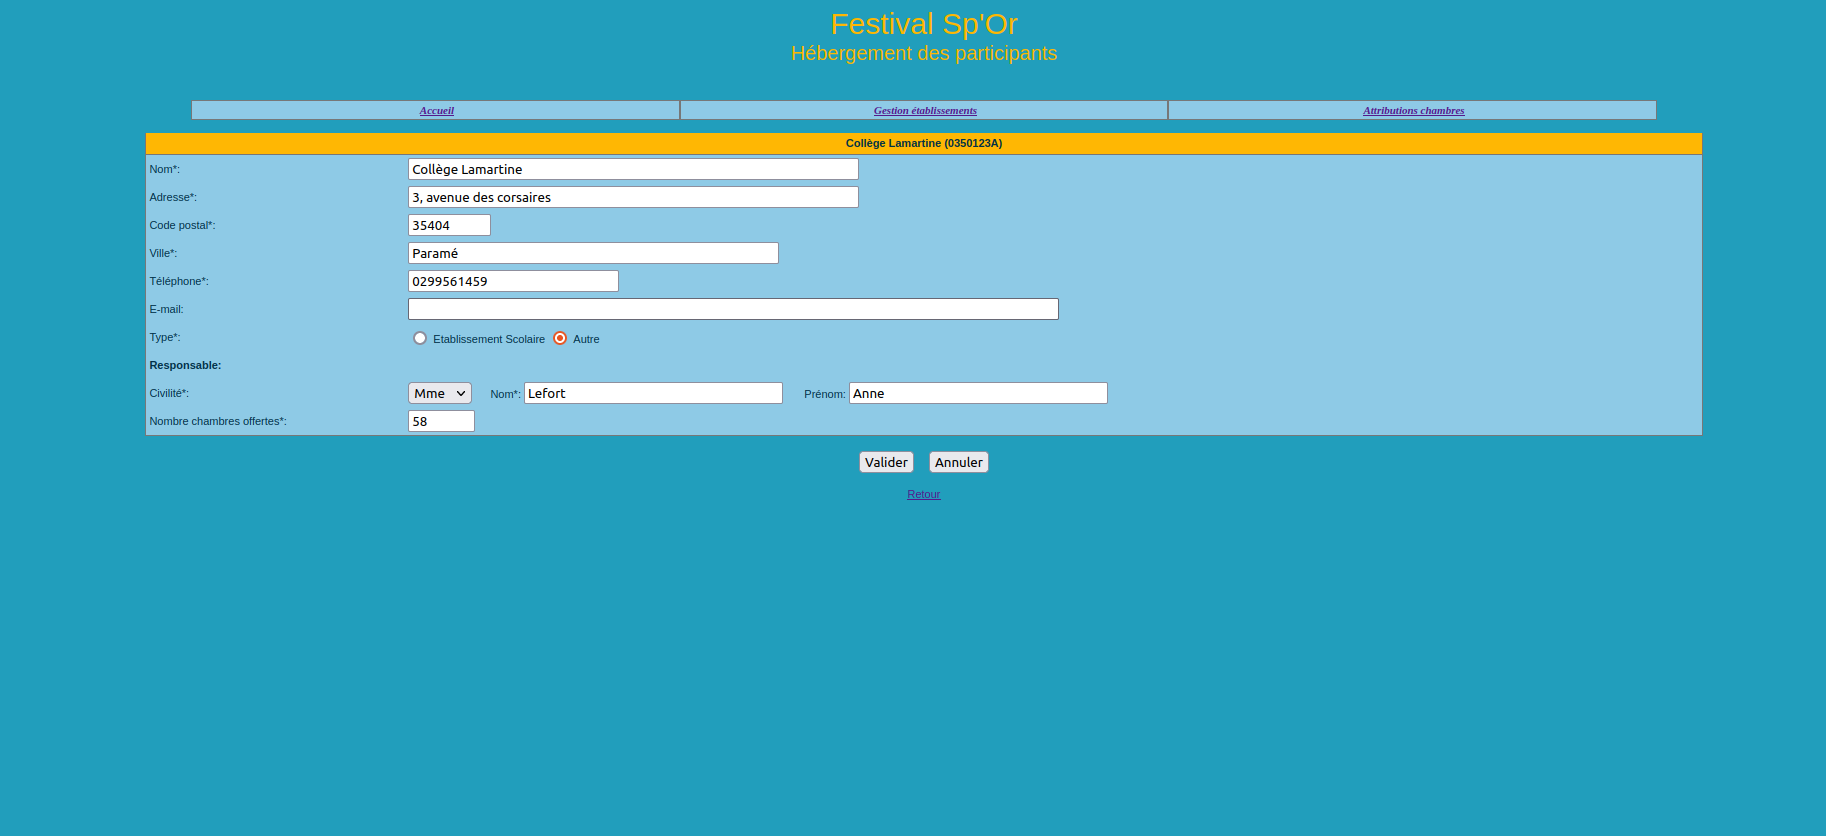 Festival Sp'Or
Hébergement des participants
Accueil Gestion établissements Attributions chambres
Collège Lamartine (0350123A)
Nom*: Collège Lamartine
Adresse*: 3, avenue des corsaires
Code postal*: 35404
Ville*: Paramé
Téléphone*: 0299561459
E-mail:
Type*: Etablissement Scolaire Autre
Responsable:
Civilité*: Mme Nom*: Lefort Prénom: Anne
Nombre chambres offertes*: 58
Valider Annuler
Retour